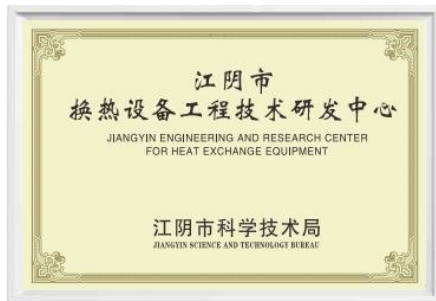 江阴市
换热设备工程技术研发中心
JIANGYIN ENGINEERING AND RESEARCH CENTER
FOR HEAT EXCHANGE EQUIPMENT
江阴市科学技术局
JIANGYIN SCIENCE AND TECHNOLOGY BUREAU